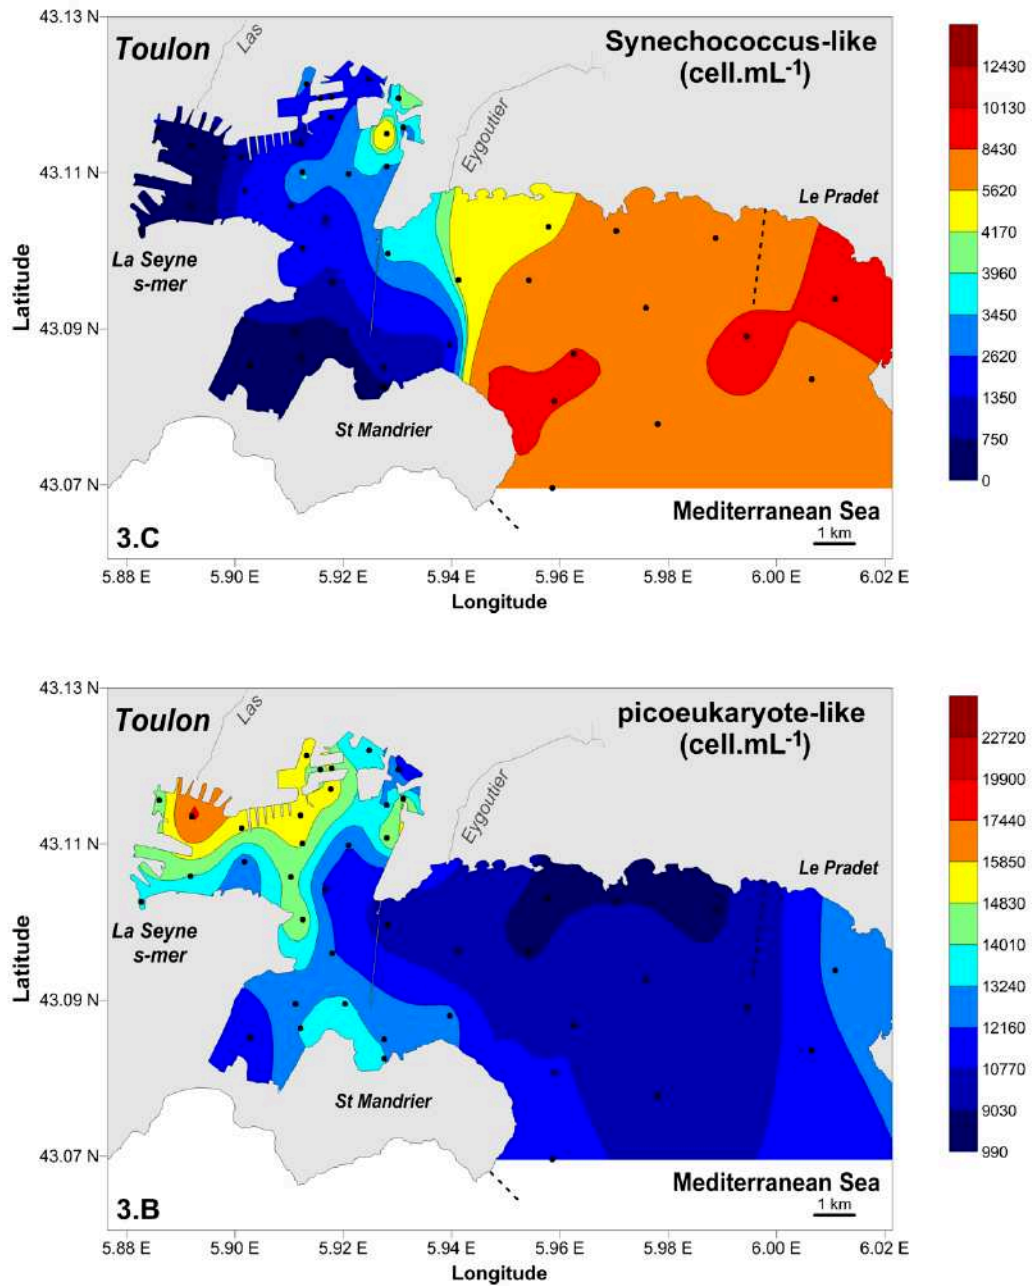 43.13 N
Toulon
Las
Synechococcus-like
(cell.mL-1)
Eygoutier
43.11 N
Le Pradet
La Seyne
s-mer
Latitude
43.09 N
St Mandrier
43.07 N
Mediterranean Sea
1 km
3.C
5.88 E 5.90 E 5.92 E 5.94 E 5.96 E 5.98 E 6.00 E 6.02 E
Longitude
12430
10130
8430
5620
4170
3960
3450
2620
1350
750
0
43.13 N
Toulon
Las
picoeukaryote-like
(cell.mL-1)
Eygoutier
43.11 N
Le Pradet
La Seyne
s-mer
Latitude
43.09 N
St Mandrier
43.07 N
Mediterranean Sea
1 km
3.B
5.88 E 5.90 E 5.92 E 5.94 E 5.96 E 5.98 E 6.00 E 6.02 E
Longitude
22720
19900
17440
15850
14830
14010
13240
12160
10770
9030
990